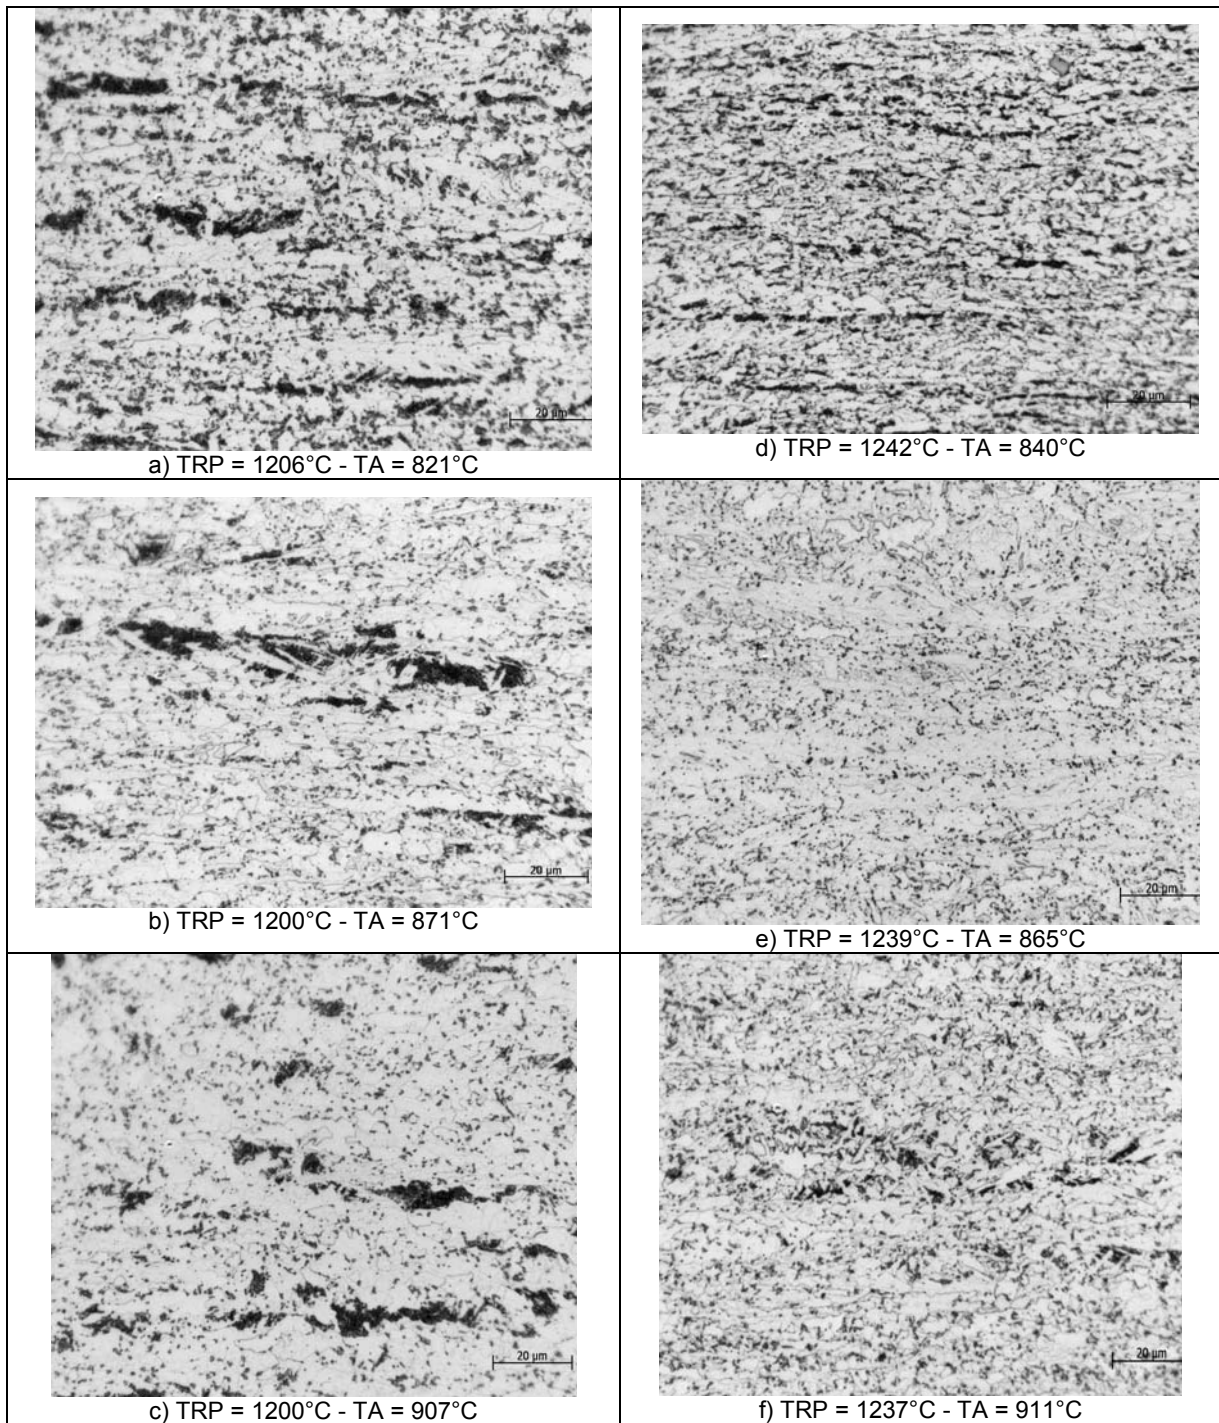 20 µm
a) TRP = 1206°C - TA = 821°C
20 µm
d) TRP = 1242°C - TA = 840°C
20 µm
b) TRP = 1200°C - TA = 871°C
20 µm
e) TRP = 1239°C - TA = 865°C
20 µm
c) TRP = 1200°C - TA = 907°C
20 µm
f) TRP = 1237°C - TA = 911°C